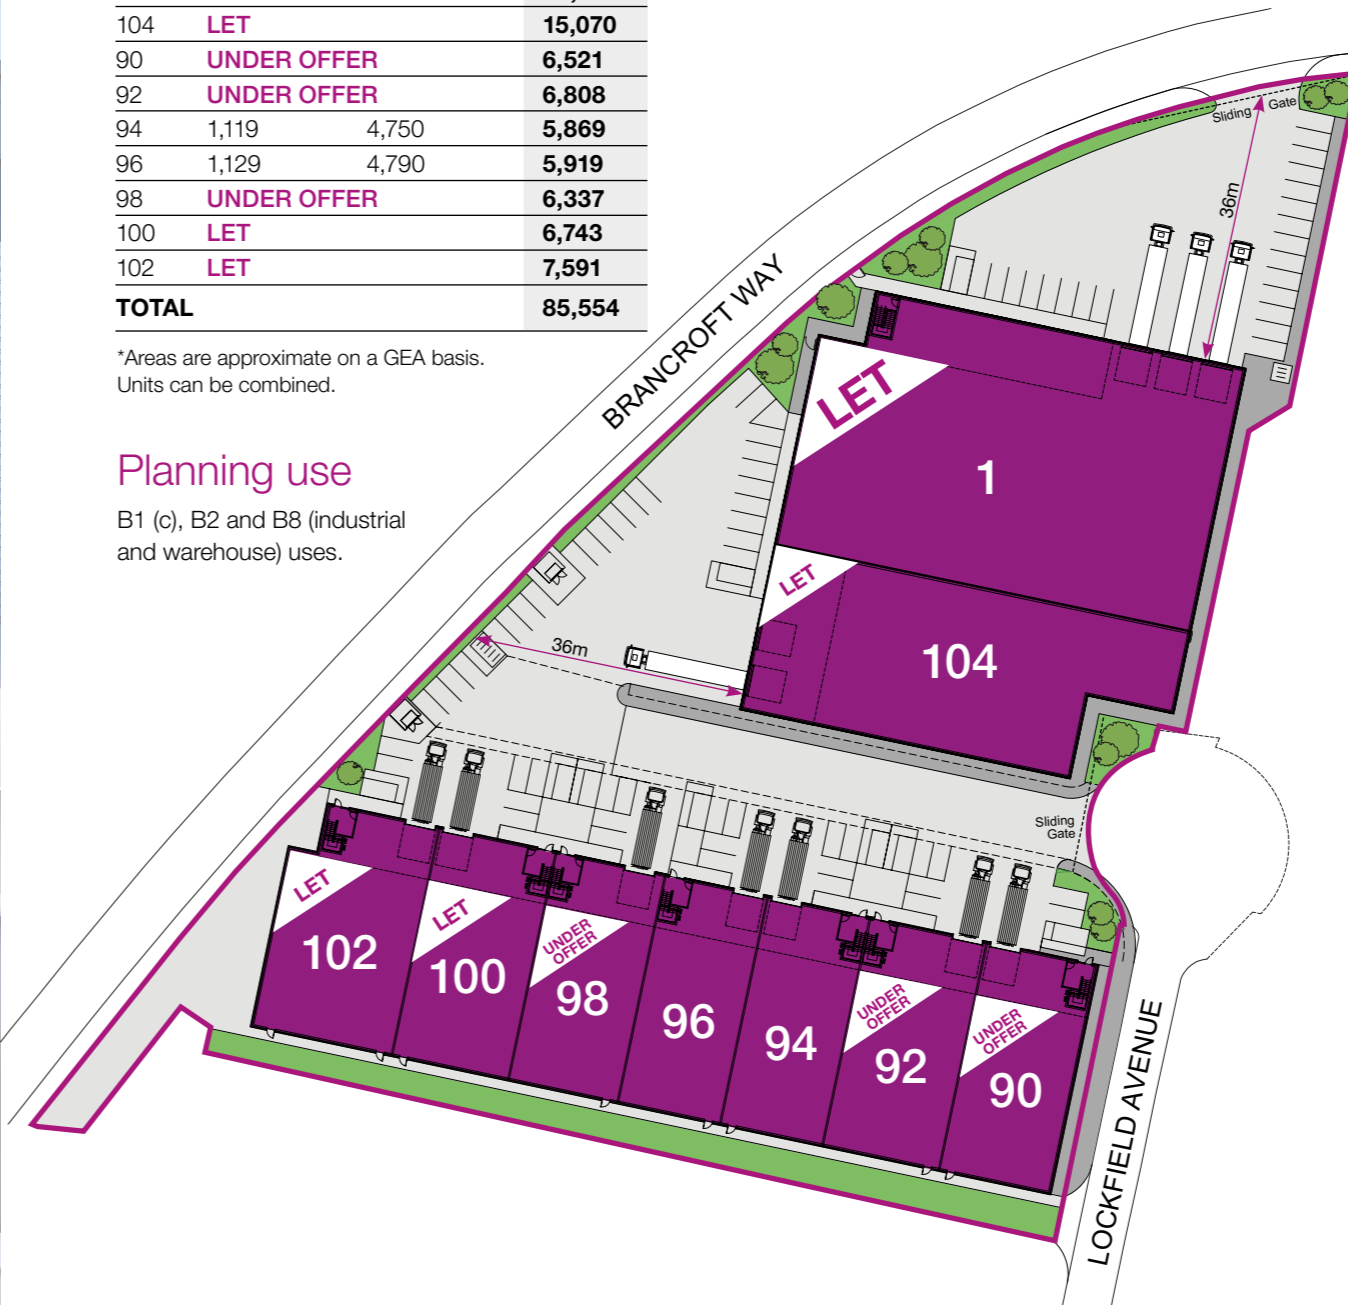 104 LET 15,070
90 UNDER OFFER 6,521
92 UNDER OFFER 6,808
94 1,119 4,750 5,869
96 1,129 4,790 5,919
98 UNDER OFFER 6,337
100 LET 6,743
102 LET 7,591
TOTAL 85,554
*Areas are approximate on a GEA basis.
Units can be combined.
Planning use
B1 (c), B2 and B8 (industrial
and warehouse) uses.
BRANCROFT WAY
Sliding Gate
36m
LET
1
LET
104
36m
Sliding
Gate
LET
102
LET
100
UNDER
OFFER
98
96
94
UNDER
OFFER
92
UNDER
OFFER
90
LOCKFIELD AVENUE